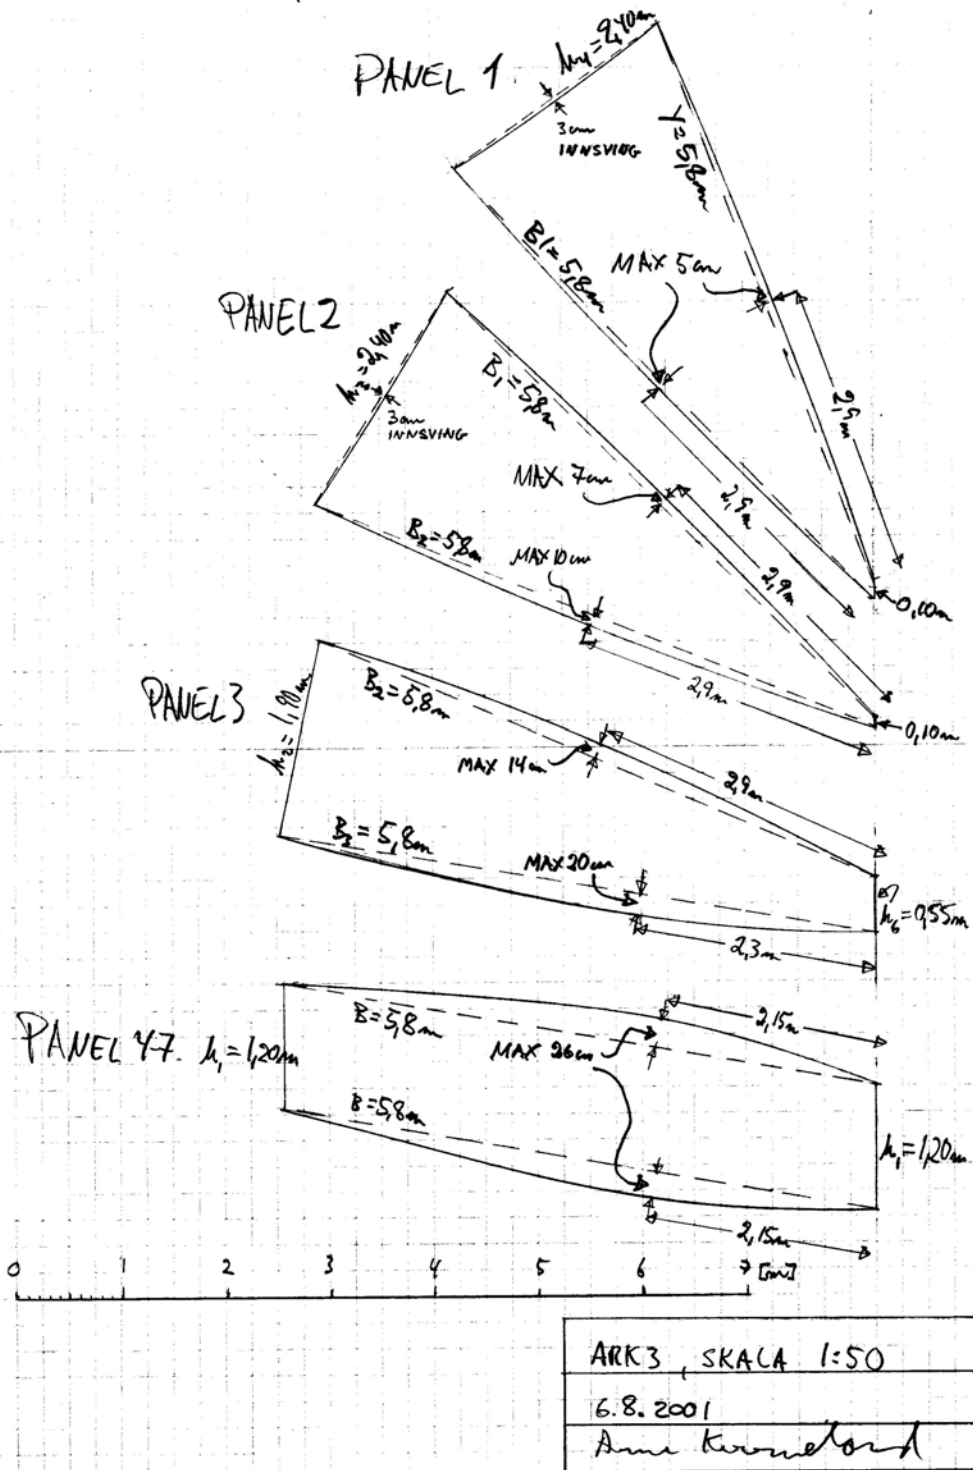 PANEL 1.
h4 = 2,40m
3cm
INNSVING
Y=5,8m
B1=5,8m
MAX 5cm
2,9m
2,9m
0,10m
PANEL2
= 2,40m
3cm
INNSVING
B1=5,8m
MAX 7cm
2,9m
B2=5,8m
MAX 10cm
2,9m
0,10m
PANEL3
= 1,90m
B2=5,8m
MAX 14cm
2,9m
B3 = 5,8m
MAX 20cm
h6 = 0,55m
2,3m
PANEL 4-7. h1 = 1,20m
B=5,8m
2,15m
MAX 26cm
B=5,8m
h1=1,20m
2,15m
0 1 2 3 4 5 6 7 [m]
ARK3, SKALA 1:50
6.8.2001